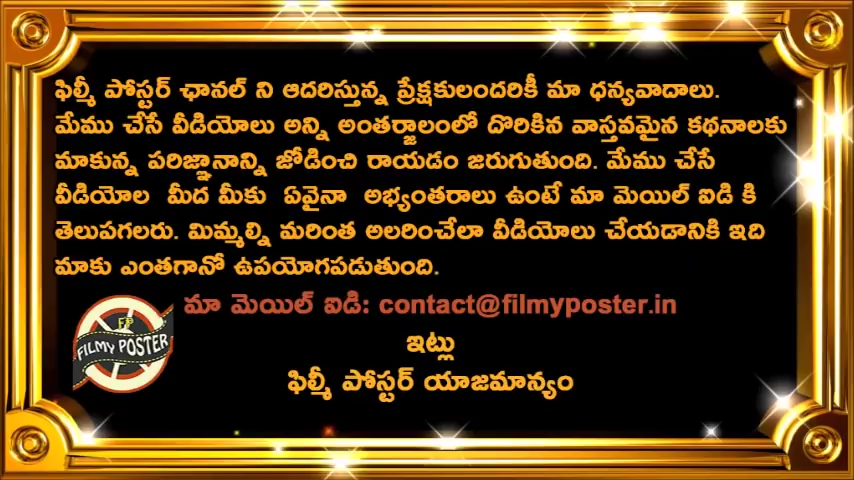 ఫిల్మీ పోస్టర్ ఛానల్ ని ఆదరిస్తున్న ప్రేక్షకులందరికీ మా ధన్యవాదాలు.
మేము చేసే వీడియోలు అన్ని అంతర్జాలంలో దొరికిన వాస్తవమైన కథనాలకు
మాకున్న పరిజ్ఞానాన్ని జోడించి రాయడం జరుగుతుంది. మేము చేసే
వీడియోల మీద మీకు ఏవైనా అభ్యంతరాలు ఉంటే మా మెయిల్ ఐడి కి
తెలుపగలరు. మిమ్మల్ని మరింత అలరించేలా వీడియోలు చేయడానికి ఇది
మాకు ఎంతగానో ఉపయోగపడుతుంది.
మా మెయిల్ ఐడి: contact@filmyposter.in
FP
FILMY POSTER
ఇట్లు
ఫిల్మీ పోస్టర్ యాజమాన్యం